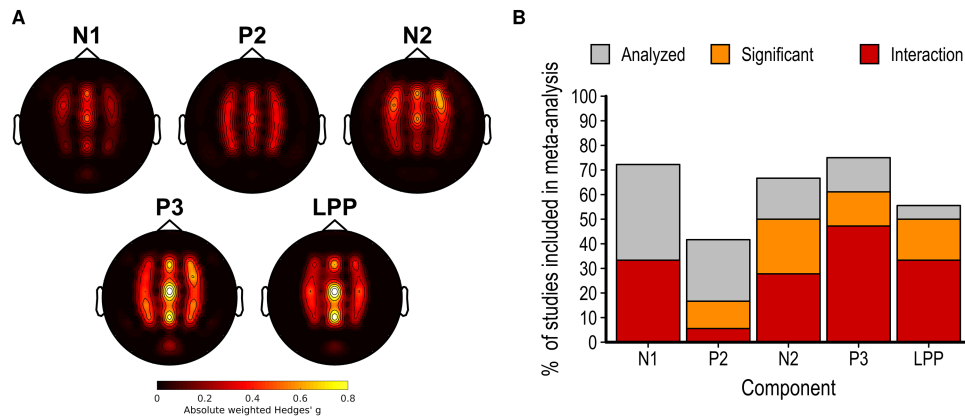 A
N1 P2 N2
P3 LPP
0 0.2 0.4 0.6 0.8
Absolute weighted Hedges' g
B
Analyzed Significant Interaction
% of studies included in meta-analysis
100
90
80
70
60
50
40
30
20
10
0
N1 P2 N2 P3 LPP
Component